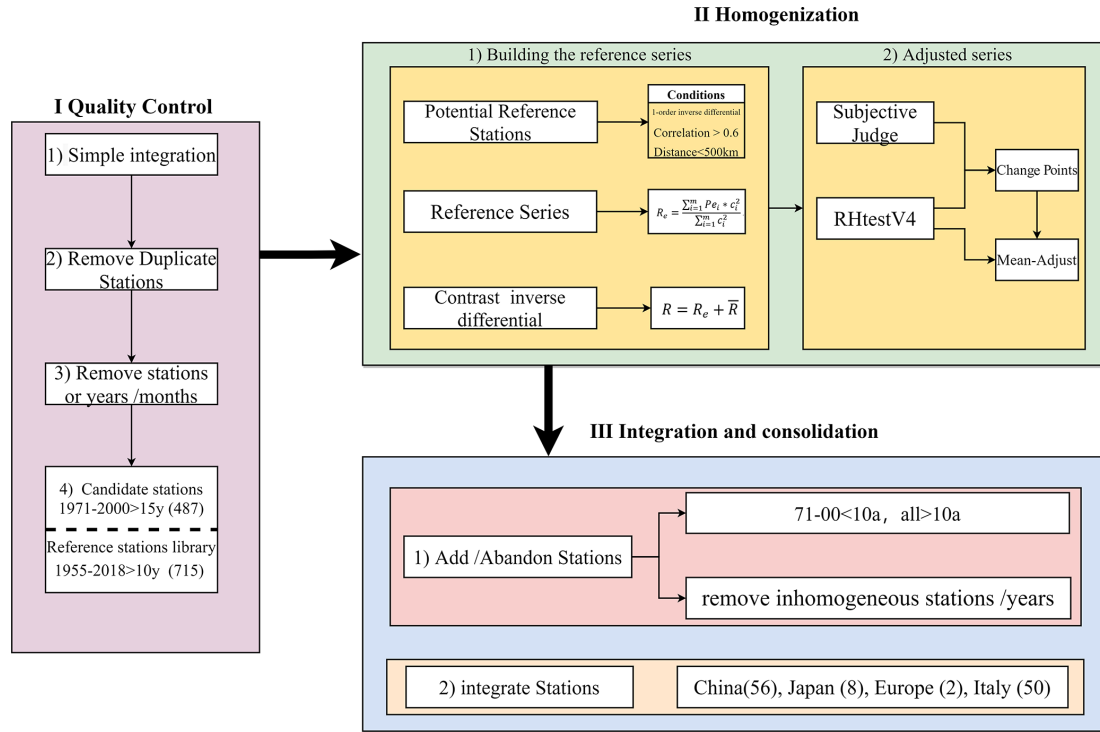 I Quality Control
1) Simple integration
2) Remove Duplicate
Stations
3) Remove stations
or years /months
4) Candidate stations
1971-2000>15y (487)
Reference stations library
1955-2018>10y (715)
II Homogenization
1) Building the reference series
Potential Reference
Stations
Conditions
1-order inverse differential
Correlation > 0.6
Distance<500km
Reference Series
R_e = \frac{\sum_{i=1}^{m} Pe_i * c_i^2}{\sum_{i=1}^{m} c_i^2}
Contrast inverse
differential
R = R_e + \overline{R}
2) Adjusted series
Subjective
Judge
RHtestV4
Change Points
Mean-Adjust
III Integration and consolidation
1) Add /Abandon Stations
71-00<10a, all>10a
remove inhomogeneous stations /years
2) integrate Stations
China(56), Japan (8), Europe (2), Italy (50)